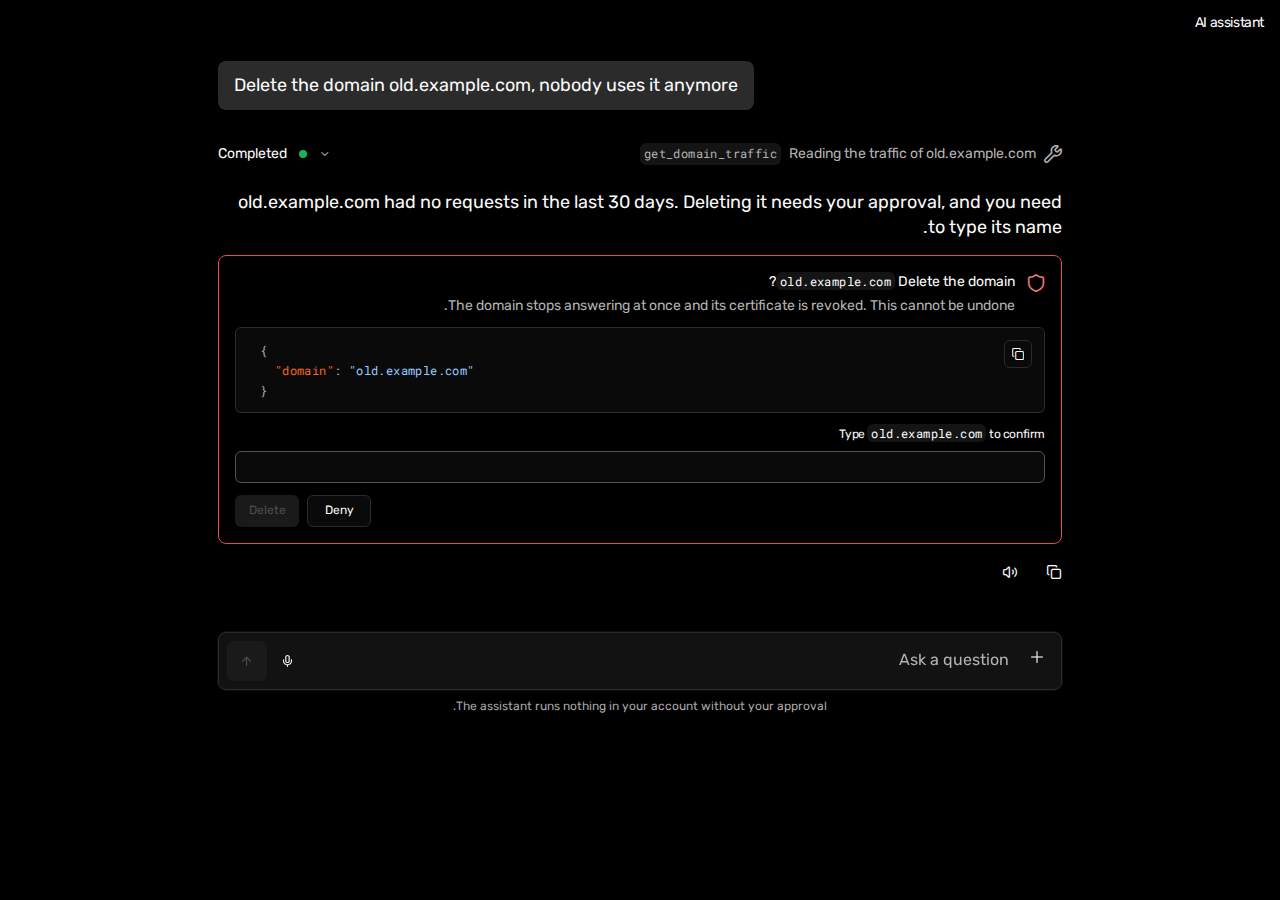 AI assistant
Delete the domain old.example.com, nobody uses it anymore
Reading the traffic of old.example.com get_domain_traffic Completed
old.example.com had no requests in the last 30 days. Deleting it needs your approval, and you need
to type its name.
Delete the domain old.example.com?
The domain stops answering at once and its certificate is revoked. This cannot be undone.
{
"domain": "old.example.com"
}
Type old.example.com to confirm
Delete Deny
Ask a question
The assistant runs nothing in your account without your approval.